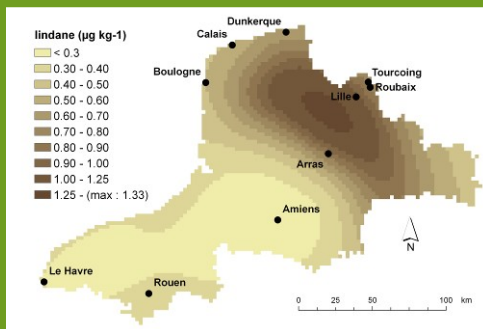 lindane (µg kg-1)
< 0.3
0.30 - 0.40
0.40 - 0.50
0.50 - 0.60
0.60 - 0.70
0.70 - 0.80
0.80 - 0.90
0.90 - 1.00
1.00 - 1.25
1.25 - (max : 1.33)
Dunkerque
Calais
Boulogne
Tourcoing
Roubaix
Lille
Arras
Amiens
Le Havre
Rouen
N
0 25 50 100 km